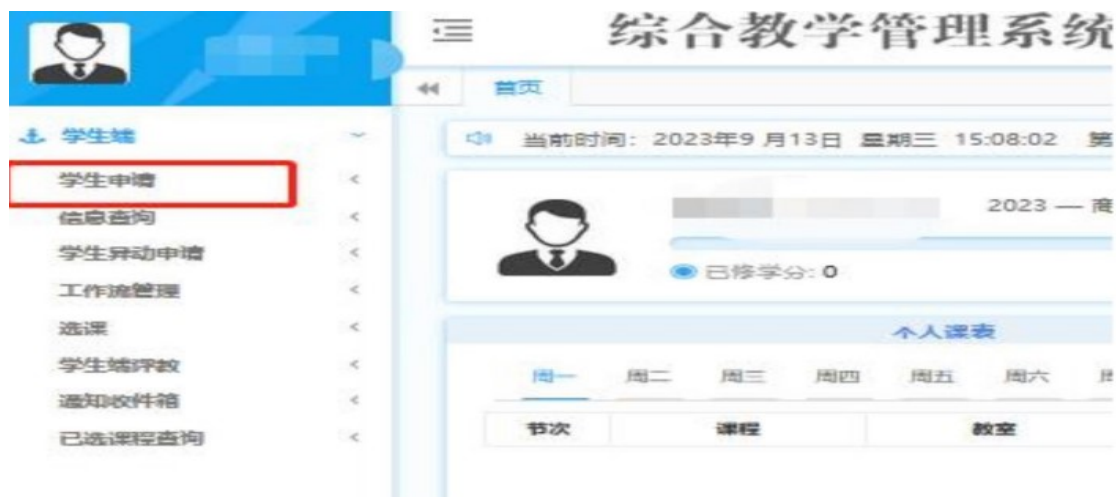 综合教学管理系统
首页
学生端
当前时间：2023年9月13日 星期三 15:08:02 第
学生申请
信息查询
2023 — 商
学生异动申请
已修学分: 0
工作流管理
选课
个人课表
学生端评教
周一 周二 周三 周四 周五 周六
通知收件箱
节次 课程 教室
已选课程查询